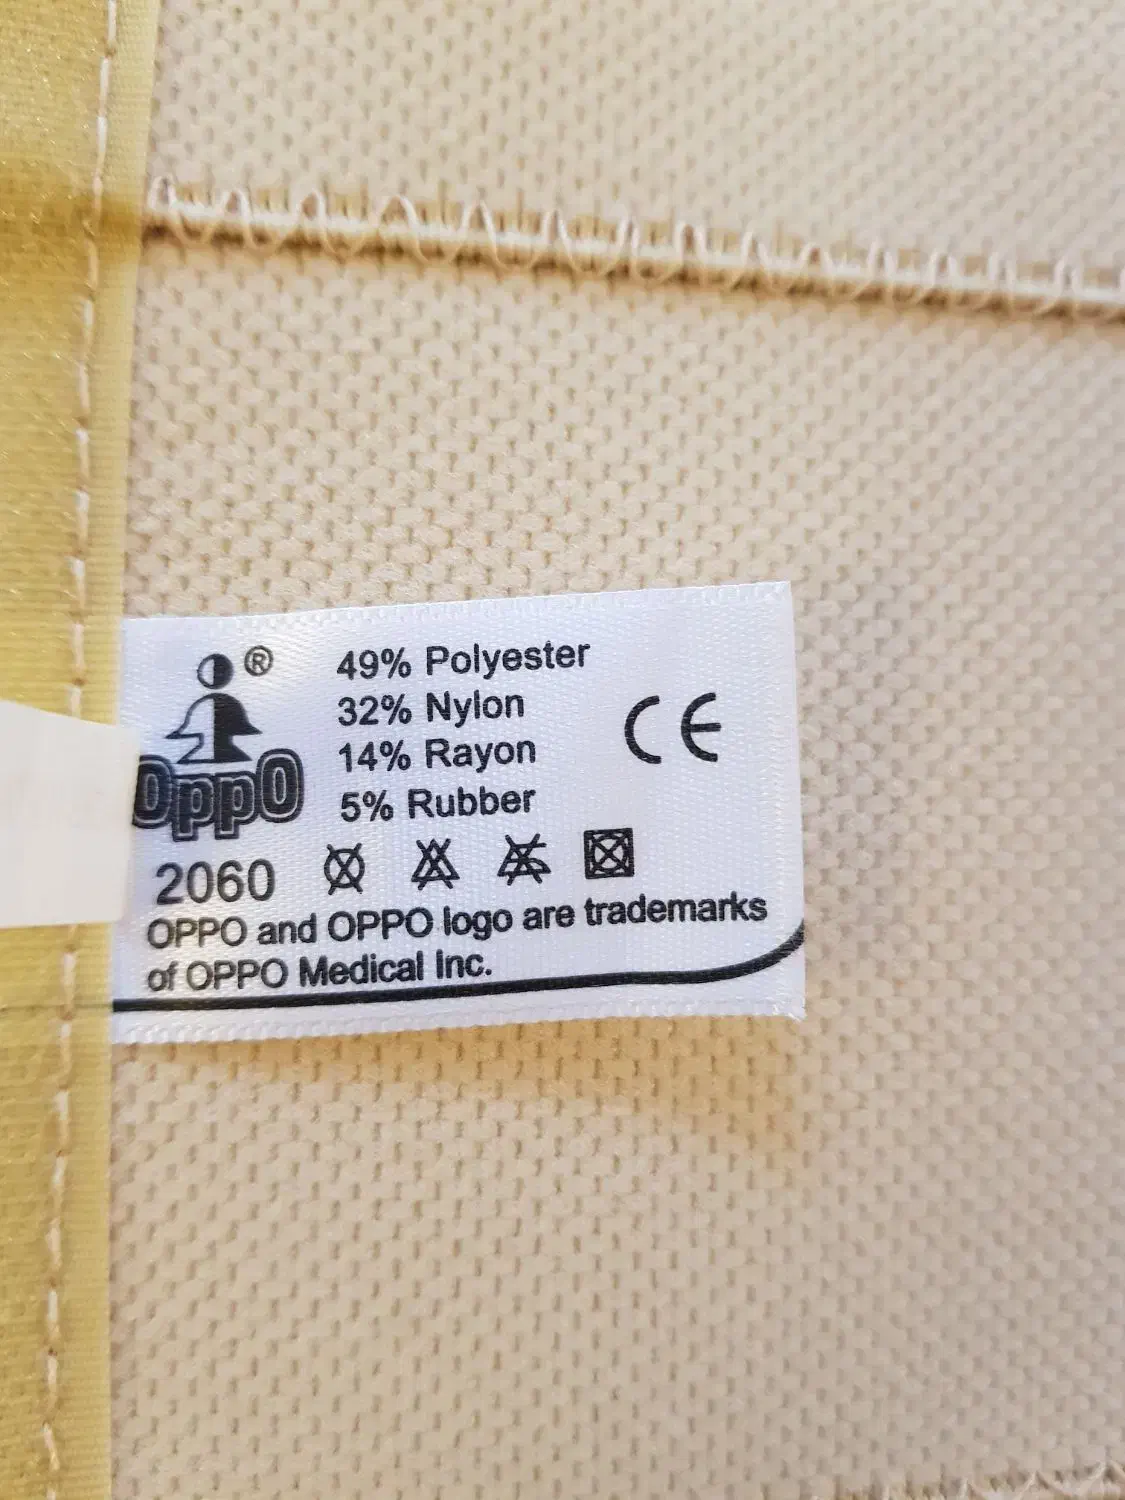 ®
OppO
49% Polyester
32% Nylon
14% Rayon
5% Rubber
CE
2060
OPPO and OPPO logo are trademarks
of OPPO Medical Inc.